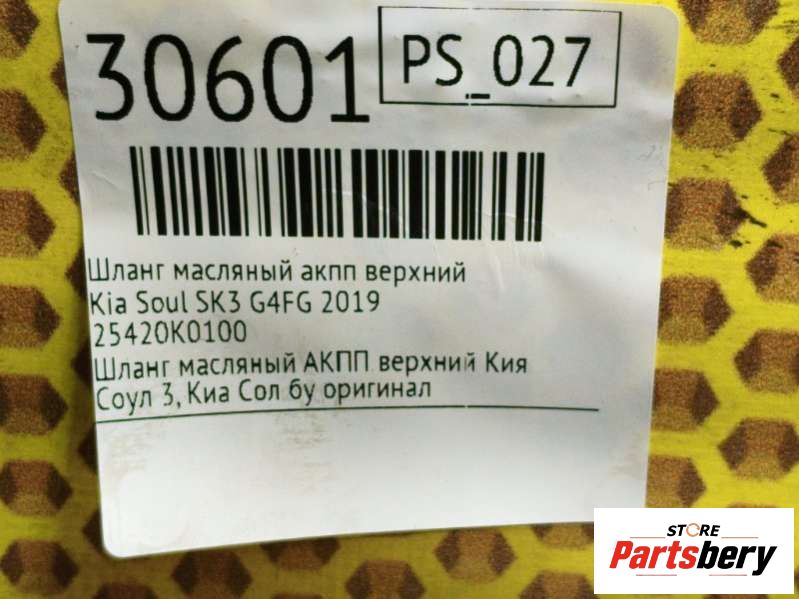 30601
PS_027
Шланг масляный акпп верхний
Kia Soul SK3 G4FG 2019
25420K0100
Шланг масляный АКПП верхний Кия
Соул 3, Киа Сол бу оригинал
STORE
Partsbery